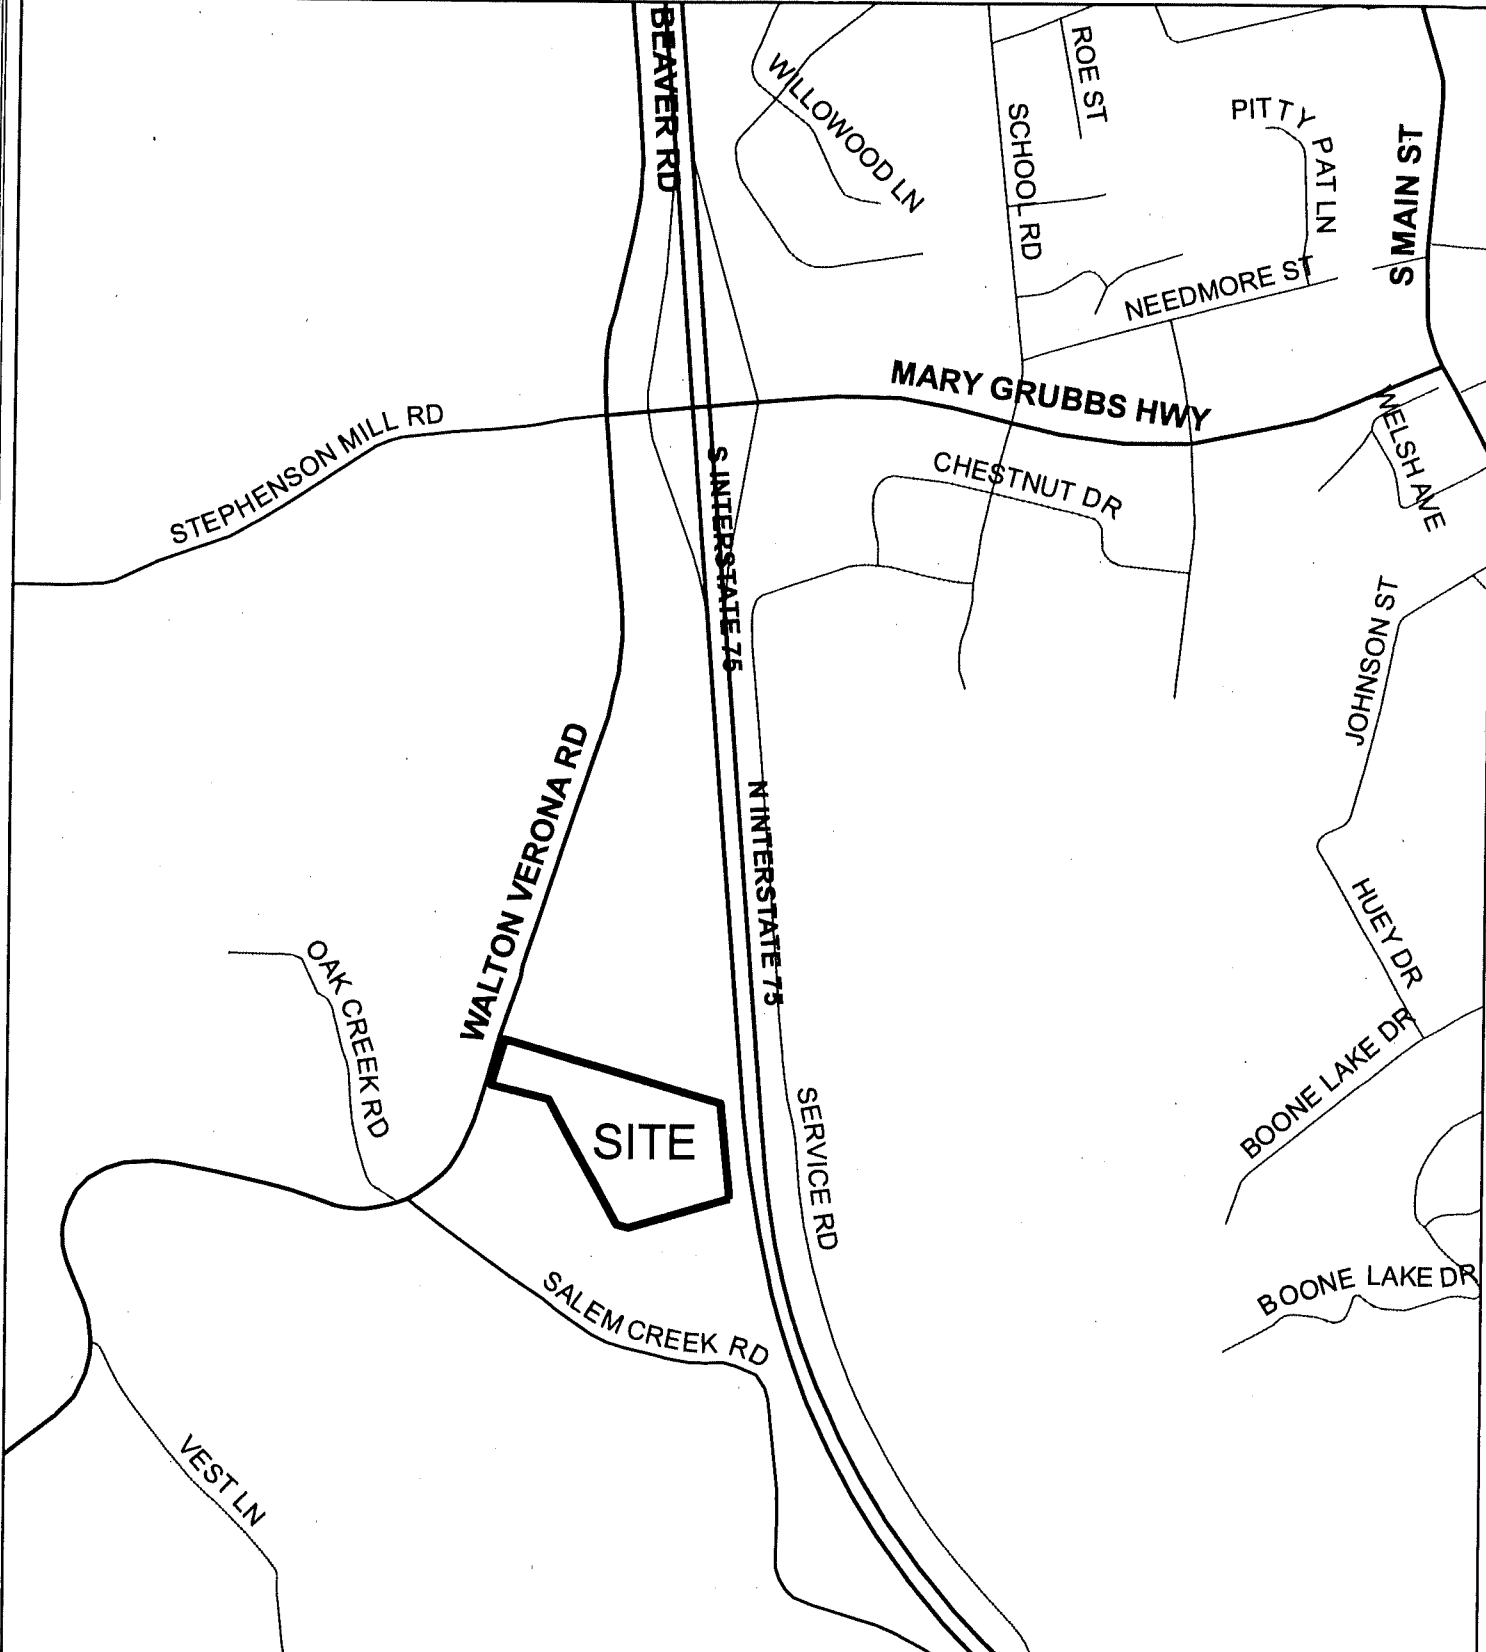 BEAVER RD
WILLOWOOD LN
ROE ST
SCHOOL RD
PITTY PAT LN
S MAIN ST
NEEDMORE ST
MARY GRUBBS HWY
WELSH AVE
STEPHENSON MILL RD
S INTERSTATE 75
CHESTNUT DR
JOHNSON ST
WALTON VERONA RD
N INTERSTATE 75
HUEY DR
OAK CREEK RD
BOONE LAKE DR
SITE
SERVICE RD
BOONE LAKE DR
SALEM CREEK RD
VEST LN